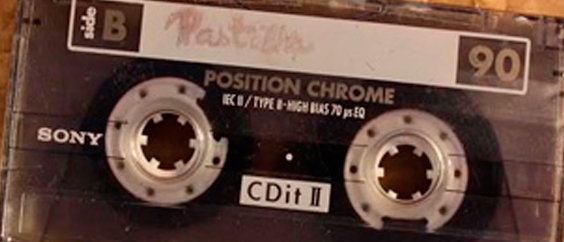 side B 90
POSITION CHROME
IEC II / TYPE II-HIGH BIAS 70 µs EQ
SONY
CDit II